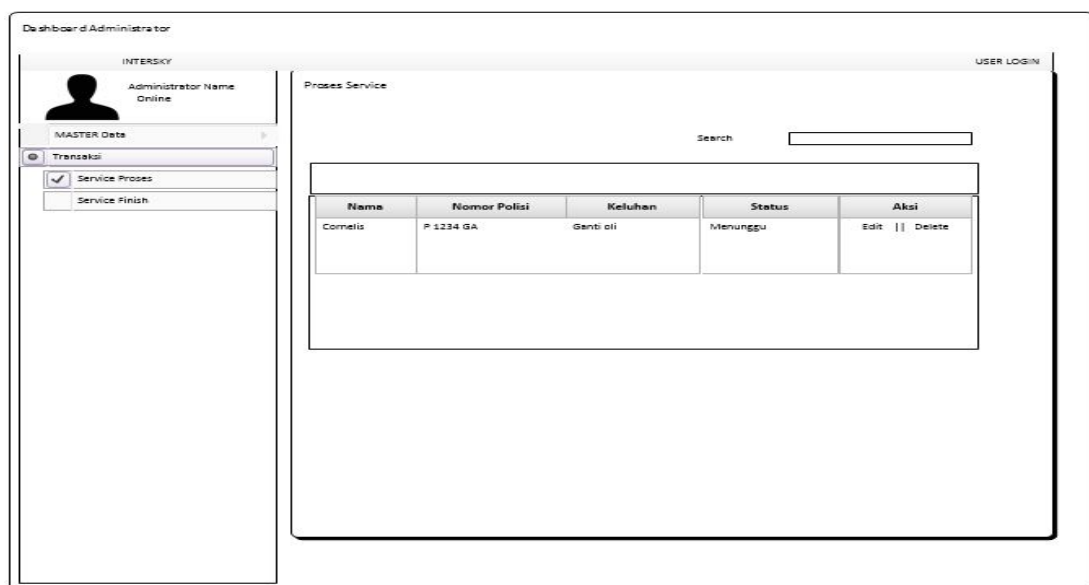 Dashboard Administrator
INTERSKY USER LOGIN
Administrator Name
Online
MASTER Data
Transaksi
Service Proses
Service Finish
Proses Service
Search
Nama Nomor Polisi Keluhan Status Aksi
Cornelis P 1234 GA Ganti oli Menunggu Edit || Delete